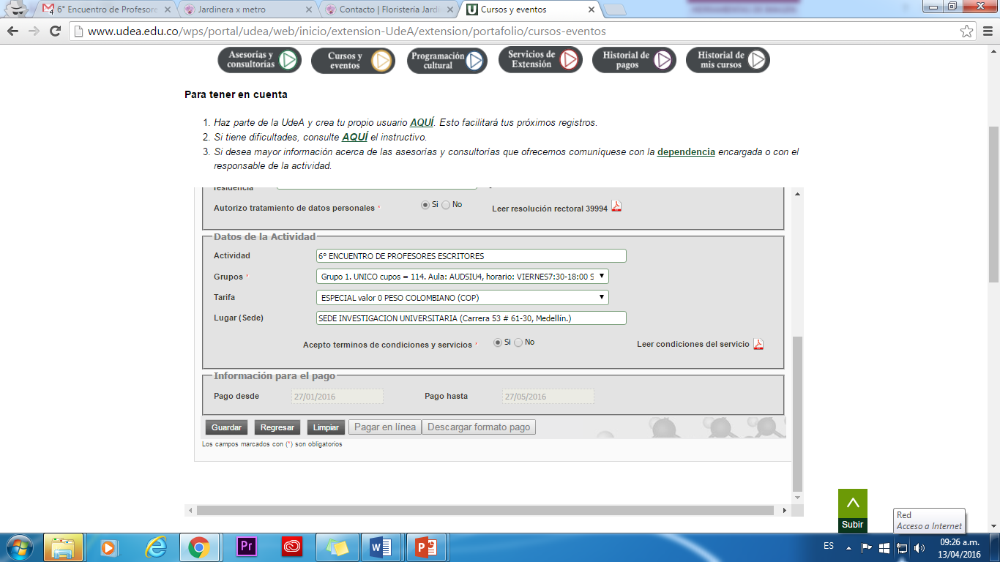 6° Encuentro de Profesore
Jardinera x metro
Contacto | Floristería Jardi
Cursos y eventos
www.udea.edu.co/wps/portal/udea/web/inicio/extension-UdeA/extension/portafolio/cursos-eventos
Asesorías y consultorías
Cursos y eventos
Programación cultural
Servicios de Extensión
Historial de pagos
Historial de mis cursos
Para tener en cuenta
1. Haz parte de la UdeA y crea tu propio usuario AQUÍ. Esto facilitará tus próximos registros.
2. Si tiene dificultades, consulte AQUÍ el instructivo.
3. Si desea mayor información acerca de las asesorías y consultorías que ofrecemos comuníquese con la dependencia encargada o con el
responsable de la actividad.
residencia
Autorizo tratamiento de datos personales * Si No Leer resolución rectoral 39994
Datos de la Actividad
Actividad 6° ENCUENTRO DE PROFESORES ESCRITORES
Grupos * Grupo 1. UNICO cupos = 114. Aula: AUDSIU4, horario: VIERNES7:30-18:00 S
Tarifa ESPECIAL valor 0 PESO COLOMBIANO (COP)
Lugar (Sede) SEDE INVESTIGACION UNIVERSITARIA (Carrera 53 # 61-30, Medellín.)
Acepto terminos de condiciones y servicios * Si No Leer condiciones del servicio
Información para el pago
Pago desde 27/01/2016 Pago hasta 27/05/2016
Guardar Regresar Limpiar Pagar en línea Descargar formato pago
Los campos marcados con (*) son obligatorios
Subir
Red
Acceso a Internet
Pr
ES
09:26 a.m.
13/04/2016